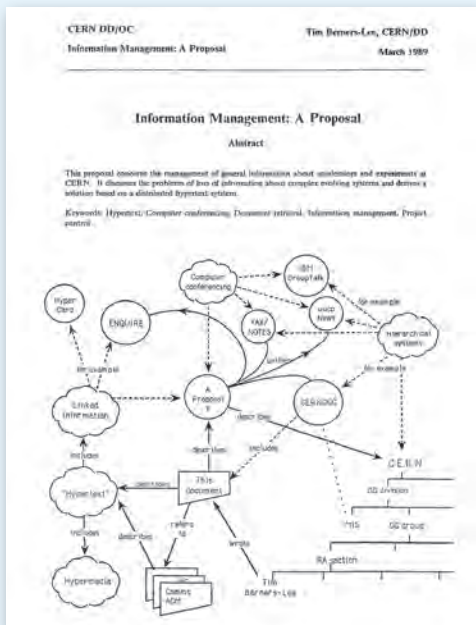 CERN DD/OC
Tim Berners-Lee, CERN/DD
Information Management: A Proposal
March 1989
Information Management: A Proposal
Abstract
This proposal concerns the management of general information about accelerators and experiments at
CERN. It discusses the problems of loss of information about complex evolving systems and derives a
solution based on a distributed hypertext system.
Keywords: Hypertext, Computer conferencing, Document retrieval, Information management, Project
control
IBM
GroupTalk
Computer
conferencing
Hyper
Card
ENQUIRE
VAX/
NOTES
uucp
News
for example
Hierarchical
systems
for example
Linked
information
A
Proposal
CERNDOC
for example
describes
includes
C.E.R.N
describes
DD division
includes
"Hypertext"
This
document
MIS
OC group
includes
describes
refers
to
wrote
RA section
Hypermedia
Comms
ACM
Tim
Berners-Lee